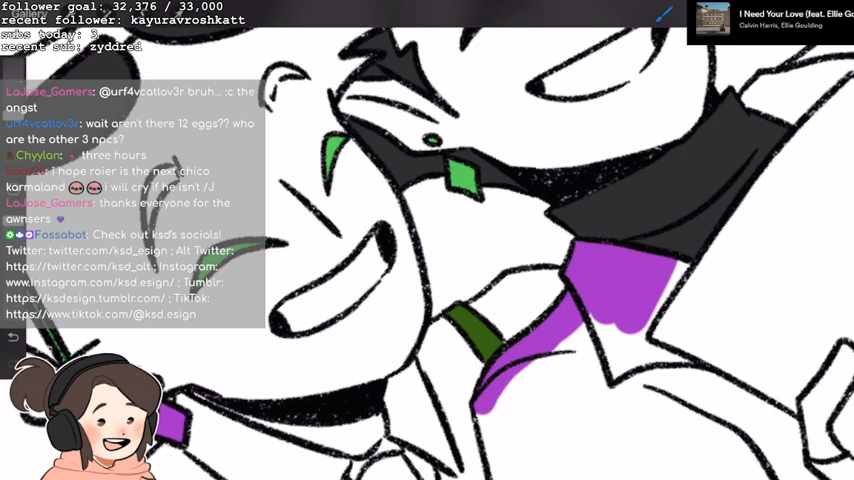 Gallery
follower goal: 32,376 / 33,000
recent follower: kayuravroshkatt
subs today: 3
recent sub: zyddred
I Need Your Love (feat. Ellie Go
Calvin Harris, Ellie Goulding
LaJose_Gamers: @urf4vcatlov3r bruh... :c the
angst
urf4vcatlov3r: wait aren't there 12 eggs?? who
are the other 3 npcs?
Chyylan: three hours
i hope roier is the next chico
karmaland i will cry if he isn't /J
LaJose_Gamers: thanks everyone for the
awnsers
Fossabot: Check out ksd's socials!
Twitter: twitter.com/ksd_esign ; Alt Twitter:
https://twitter.com/ksd_alt ; Instagram:
www.instagram.com/ksd.esign/ ; Tumblr:
https://ksdesign.tumblr.com/ ; TikTok:
https://www.tiktok.com/@ksd.esign